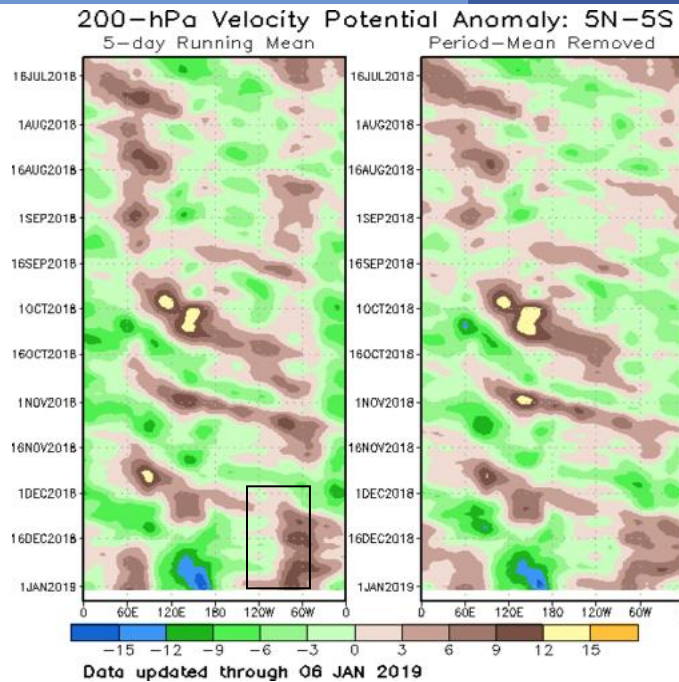 200-hPa Velocity Potential Anomaly: 5N-5S
5-day Running Mean
Period-Mean Removed
16JUL2018
1AUG2018
16AUG2018
1SEP2018
16SEP2018
1OCT2018
16OCT2018
1NOV2018
16NOV2018
1DEC2018
16DEC2018
1JAN2019
0 60E 120E 180 120W 60W 0
16JUL2018
1AUG2018
16AUG2018
1SEP2018
16SEP2018
1OCT2018
16OCT2018
1NOV2018
16NOV2018
1DEC2018
16DEC2018
1JAN2019
0 60E 120E 180 120W 60W
-15 -12 -9 -6 -3 0 3 6 9 12 15
Data updated through 06 JAN 2019